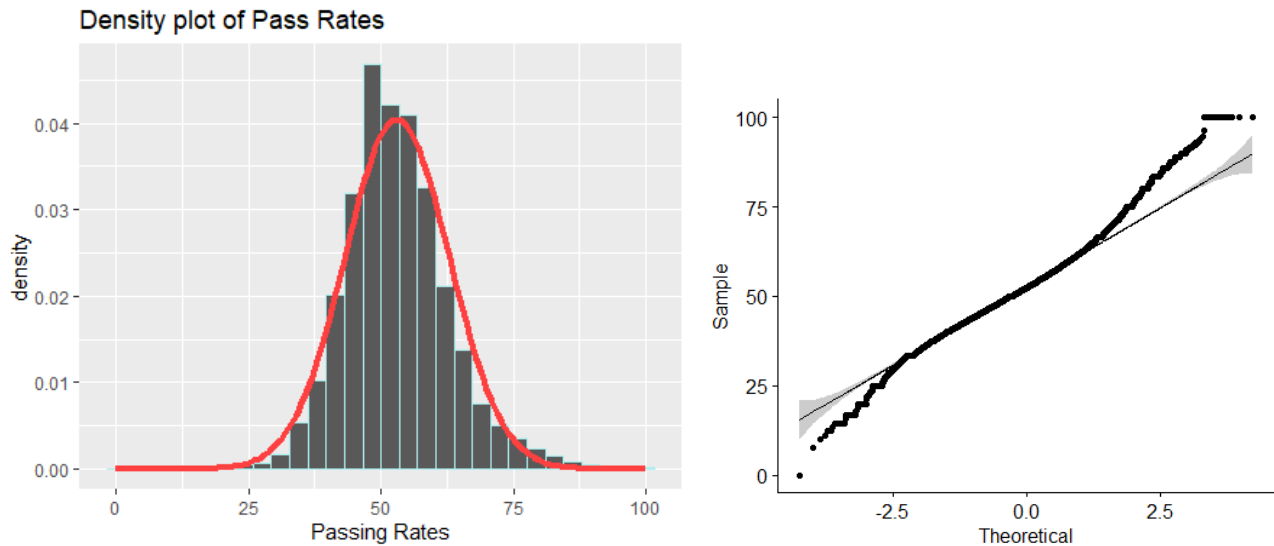 Density plot of Pass Rates
density
0.04
0.03
0.02
0.01
0.00
0 25 50 75 100
Passing Rates
Sample
100
75
50
25
0
-2.5 0.0 2.5
Theoretical